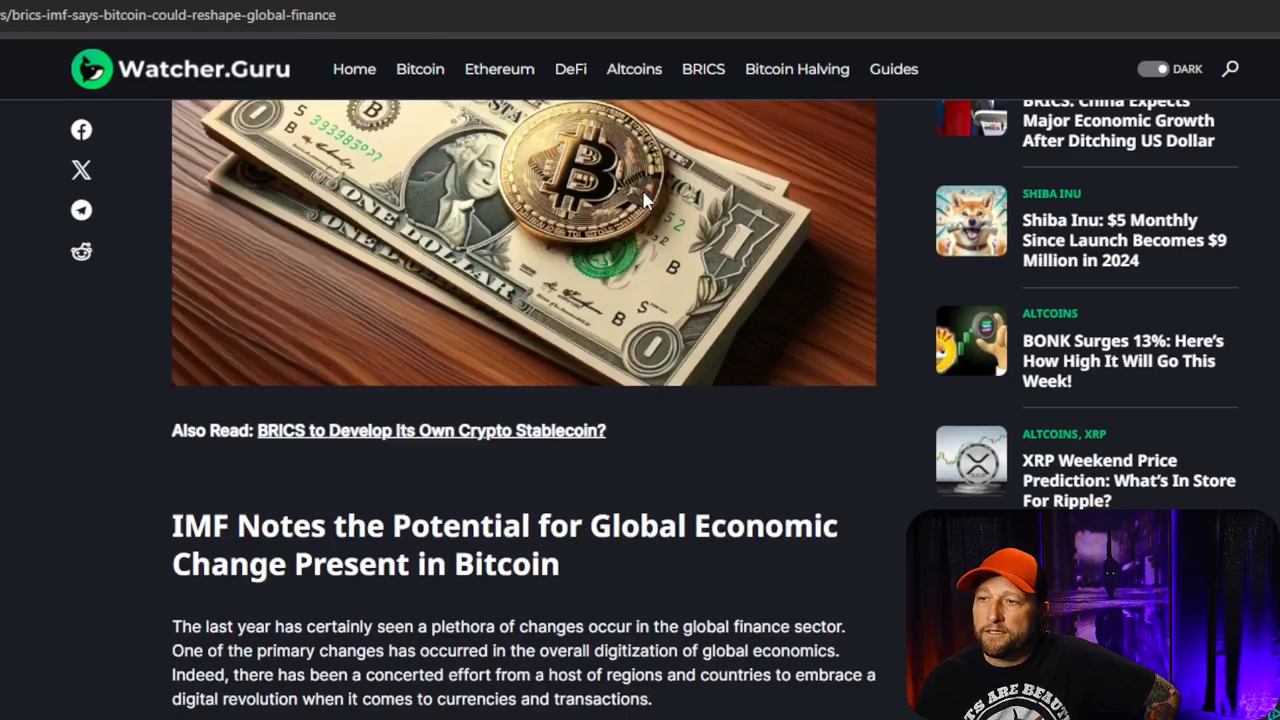 s/brics-imf-says-bitcoin-could-reshape-global-finance
Watcher.Guru
Home Bitcoin Ethereum DeFi Altcoins BRICS Bitcoin Halving Guides
DARK
ONE DOLLAR
BRICS: China Expects
Major Economic Growth
After Ditching US Dollar
SHIBA INU
Shiba Inu: $5 Monthly
Since Launch Becomes $9
Million in 2024
ALTCOINS
BONK Surges 13%: Here's
How High It Will Go This
Week!
ALTCOINS, XRP
XRP Weekend Price
Prediction: What's In Store
For Ripple?
Also Read: BRICS to Develop Its Own Crypto Stablecoin?
IMF Notes the Potential for Global Economic
Change Present in Bitcoin
The last year has certainly seen a plethora of changes occur in the global finance sector.
One of the primary changes has occurred in the overall digitization of global economics.
Indeed, there has been a concerted effort from a host of regions and countries to embrace a
digital revolution when it comes to currencies and transactions.